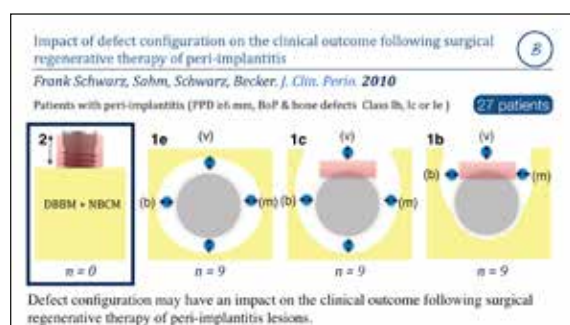 Impact of defect configuration on the clinical outcome following surgical
regenerative therapy of peri-implantitis
B
Frank Schwarz, Sahm, Schwarz, Becker. J. Clin. Perio. 2010
Patients with peri-implantitis (PPD ≥6 mm, BoP & bone defects Class Ib, Ic or Ie )
27 patients
2
DBBM + NBCM
n = 0
1e
(v)
(b)
(m)
n = 9
1c
(v)
(b)
n = 9
1b
(v)
(b)
(m)
n = 9
Defect configuration may have an impact on the clinical outcome following surgical
regenerative therapy of peri-implantitis lesions.